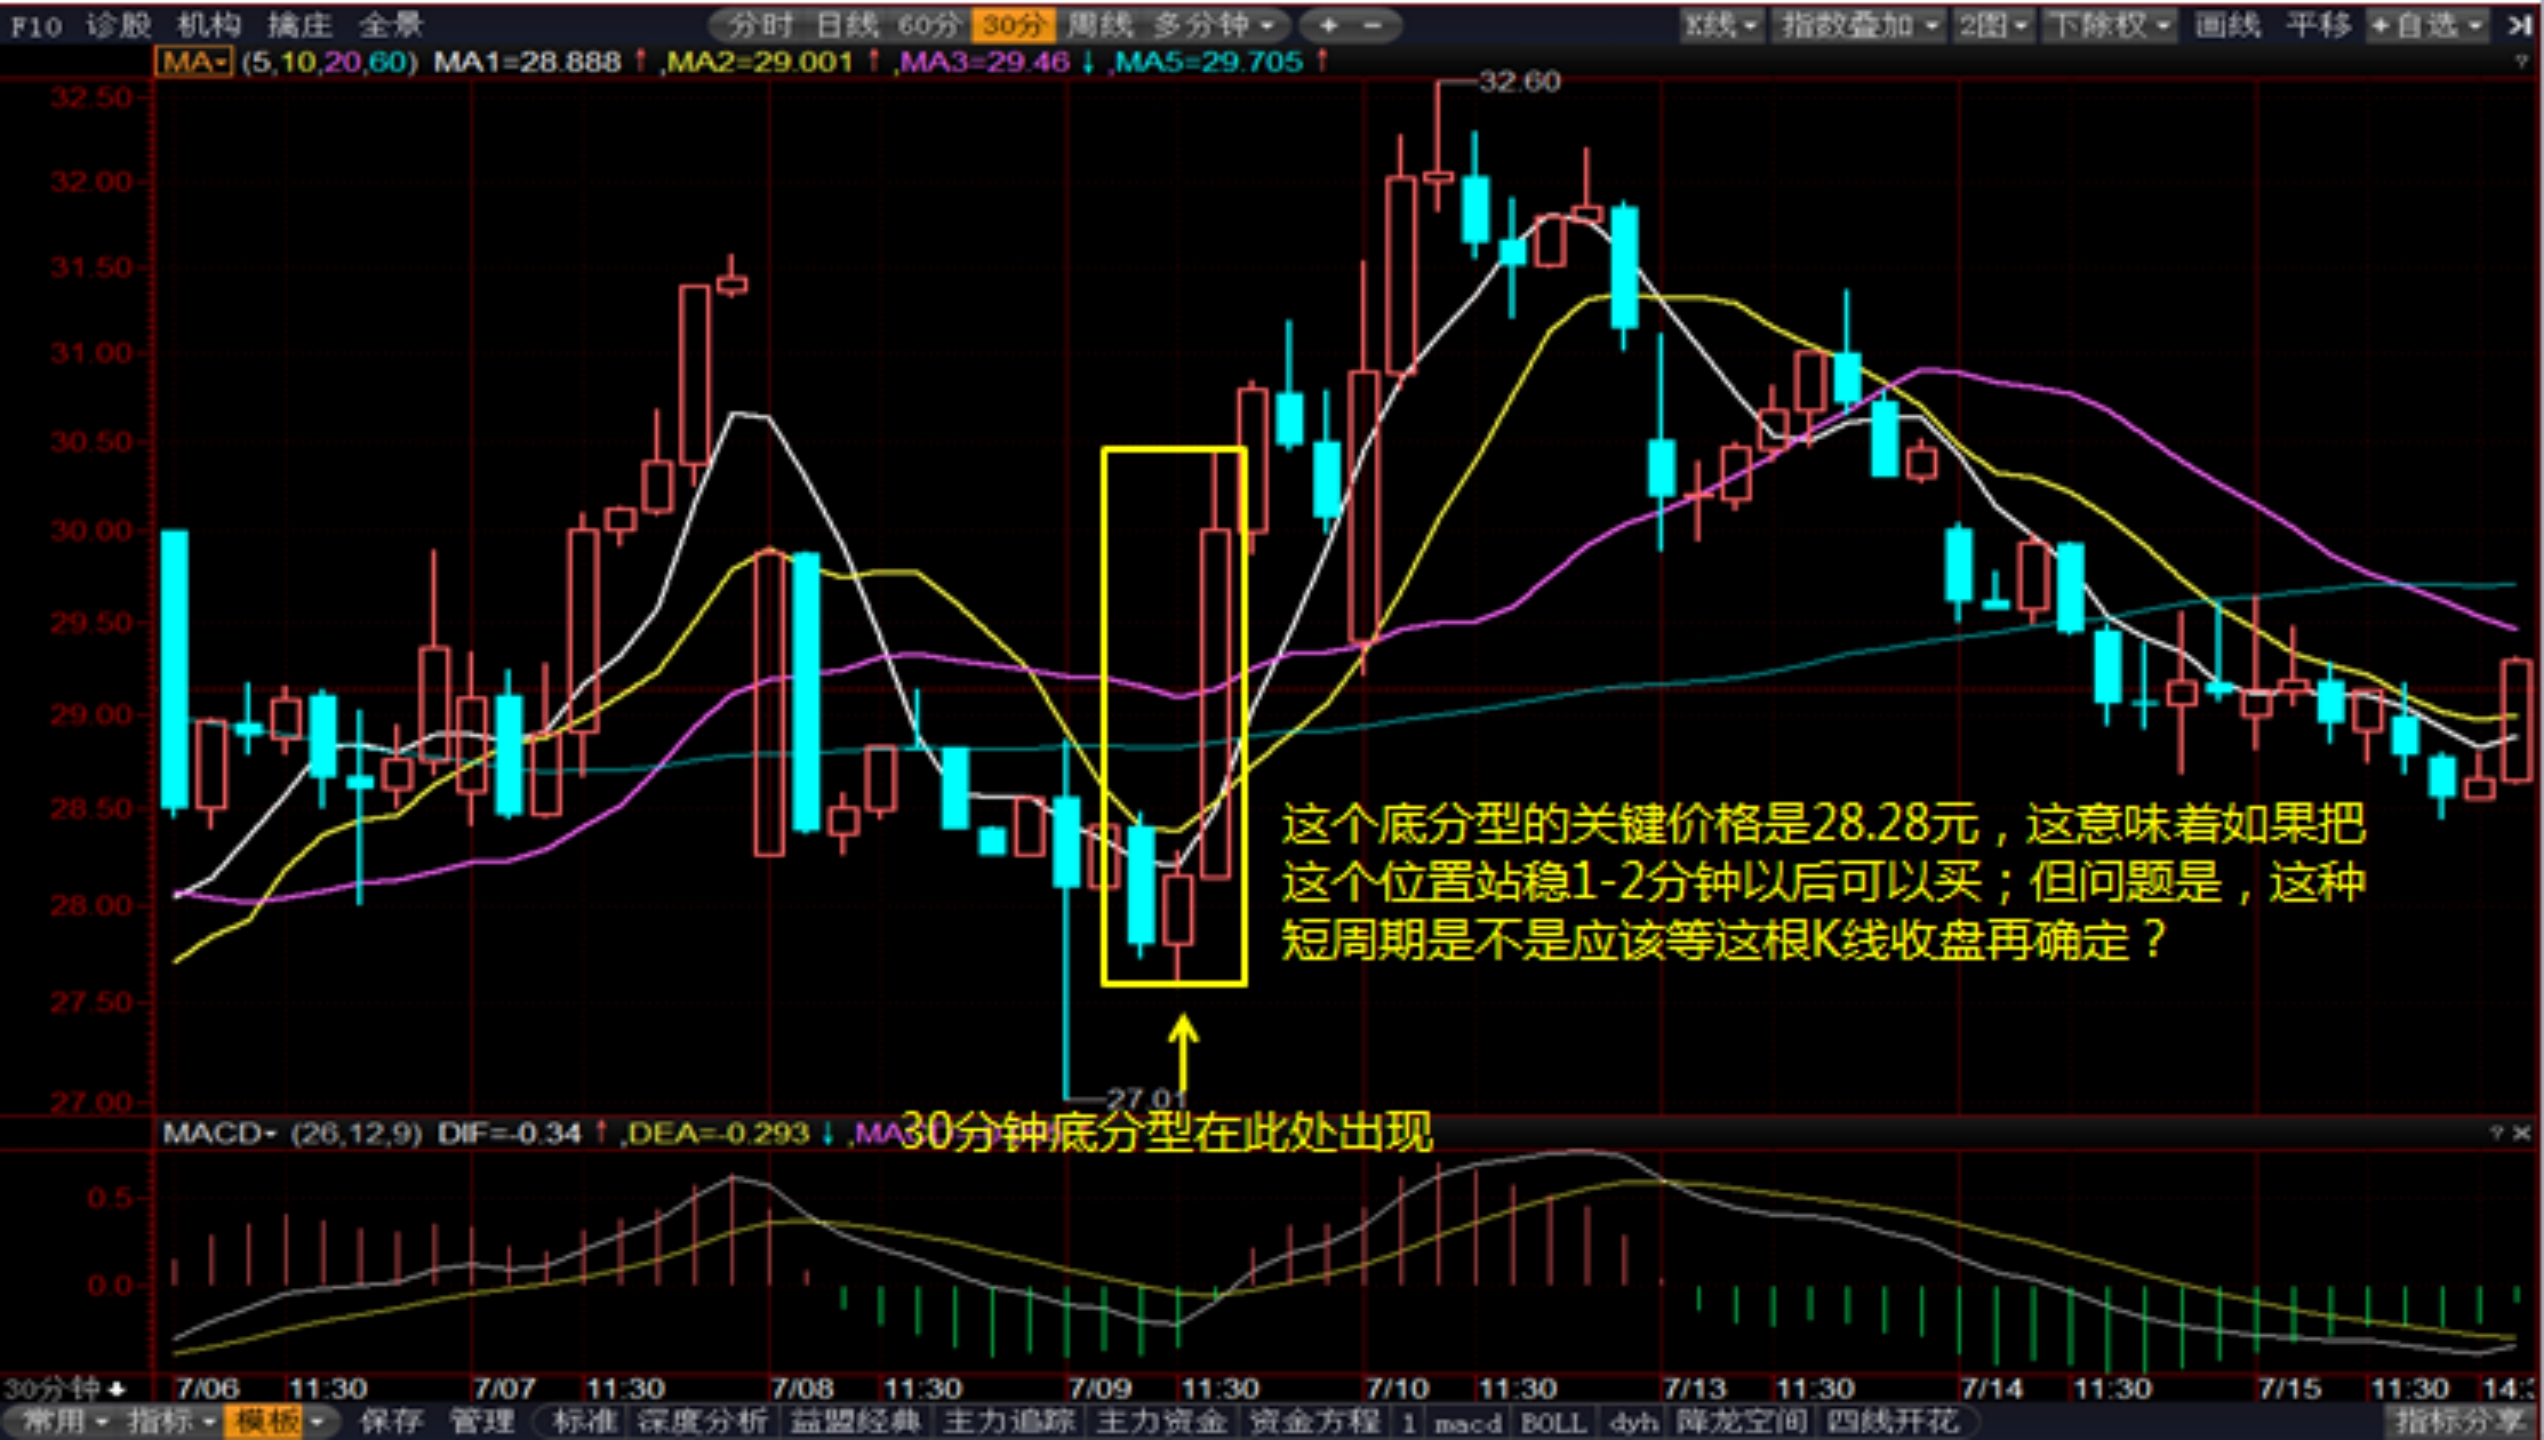 F10 诊股 机构 擒庄 全景 分时 日线 60分 30分 周线 多分钟 + - K线 指数叠加 2图 下除权 画线 平移 +自选
MA (5,10,20,60) MA1=28.888↑,MA2=29.001↑,MA3=29.46↓,MA5=29.705↑ ?
32.60
32.50
32.00
31.50
31.00
30.50
30.00
29.50
29.00
28.50
28.00
27.50
27.00
这个底分型的关键价格是28.28元，这意味着如果把
这个位置站稳1-2分钟以后可以买；但问题是，这种
短周期是不是应该等这根K线收盘再确定？
27.01
MACD (26,12,9) DIF=-0.34↑,DEA=-0.293↓,MA
30分钟底分型在此处出现
? ×
0.5
0.0
30分钟 7/06 11:30 7/07 11:30 7/08 11:30 7/09 11:30 7/10 11:30 7/13 11:30 7/14 11:30 7/15 11:30
常用 指标 模板 保存 管理 标准 深度分析 益盟经典 主力追踪 主力资金 资金方程 1 macd BOLL dyh 降龙空间 四线开花 指标分享